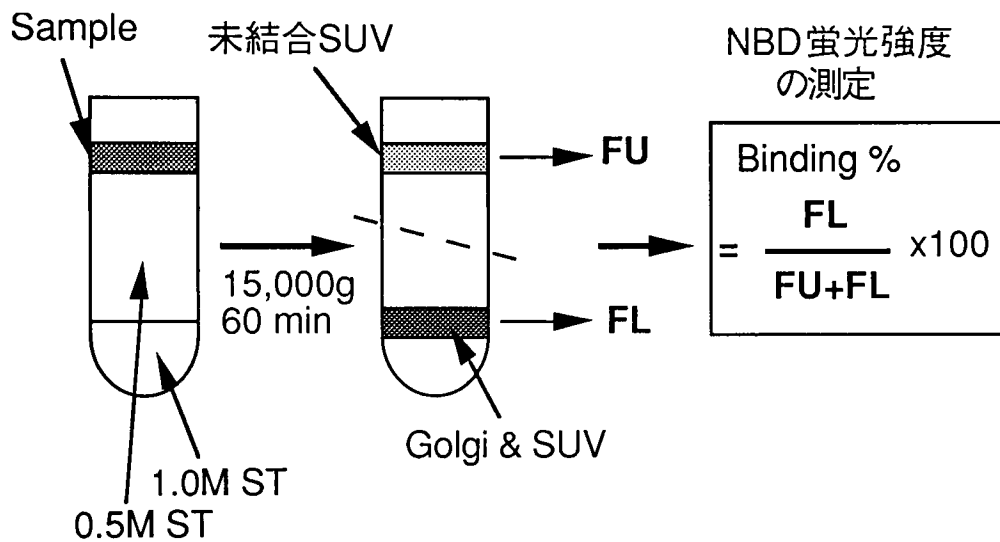 Sample
未結合SUV
NBD蛍光強度
の測定
FU
Binding %
= FL
FU+FL
x100
15,000g
60 min
FL
Golgi & SUV
1.0M ST
0.5M ST